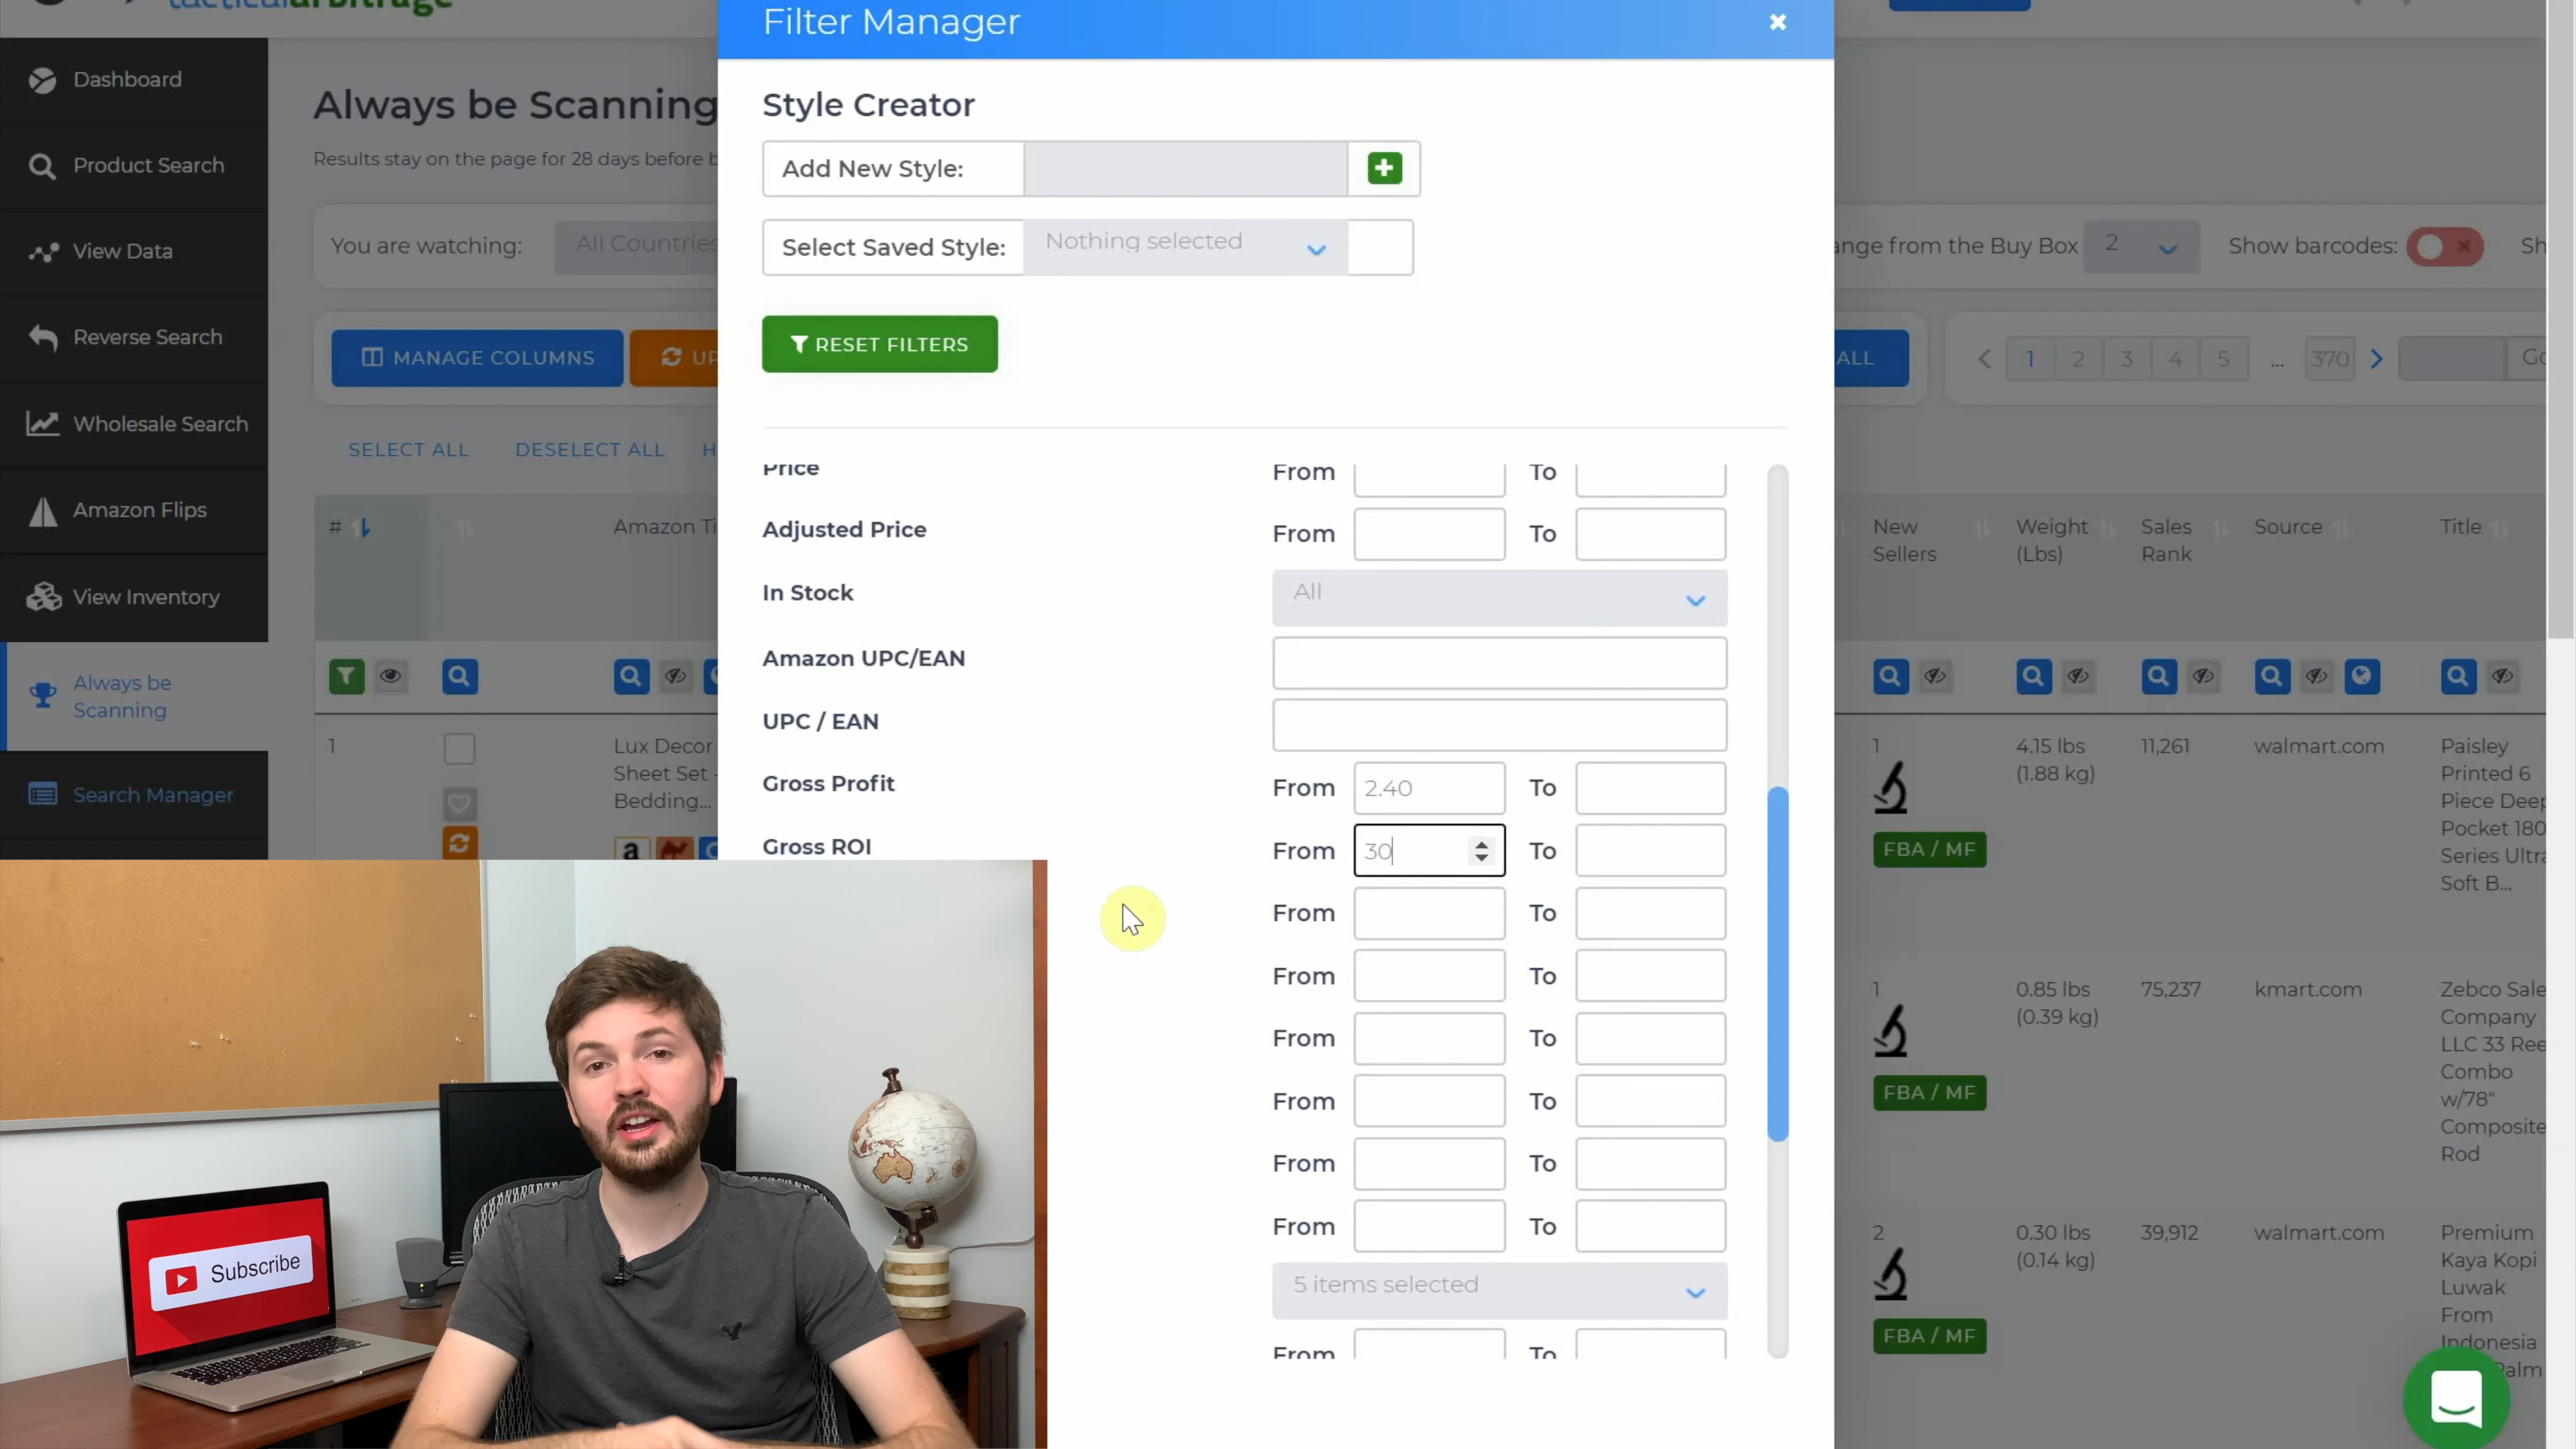 tacticalarbitrage
Filter Manager
Dashboard
Product Search
View Data
Reverse Search
Wholesale Search
Amazon Flips
View Inventory
Always be
Scanning
Search Manager
Always be Scanning
Results stay on the page for 28 days before b
You are watching:
All Countries
MANAGE COLUMNS
UP
SELECT ALL
DESELECT ALL
H
#
Amazon Ti
1
Lux Decor
Sheet Set -
Bedding...
a
Style Creator
Add New Style:
Select Saved Style:
Nothing selected
RESET FILTERS
Price
From
To
Adjusted Price
From
To
In Stock
All
Amazon UPC/EAN
UPC / EAN
Gross Profit
From
2.40
To
Gross ROI
From
30
To
From
To
From
To
From
To
From
To
From
To
From
To
5 items selected
From
To
ange from the Buy Box
2
Show barcodes:
Sh
ALL
1
2
3
4
5
...
370
Go
New
Sellers
Weight
(Lbs)
Sales
Rank
Source
Title
1
FBA / MF
4.15 lbs
(1.88 kg)
11,261
walmart.com
Paisley
Printed 6
Piece Deep
Pocket 180
Series Ultra
Soft B...
1
FBA / MF
0.85 lbs
(0.39 kg)
75,237
kmart.com
Zebco Sale
Company
LLC 33 Ree
Combo
w/78"
Composite
Rod
2
FBA / MF
0.30 lbs
(0.14 kg)
39,912
walmart.com
Premium
Kaya Kopi
Luwak
From
Indonesia
Palm
Subscribe